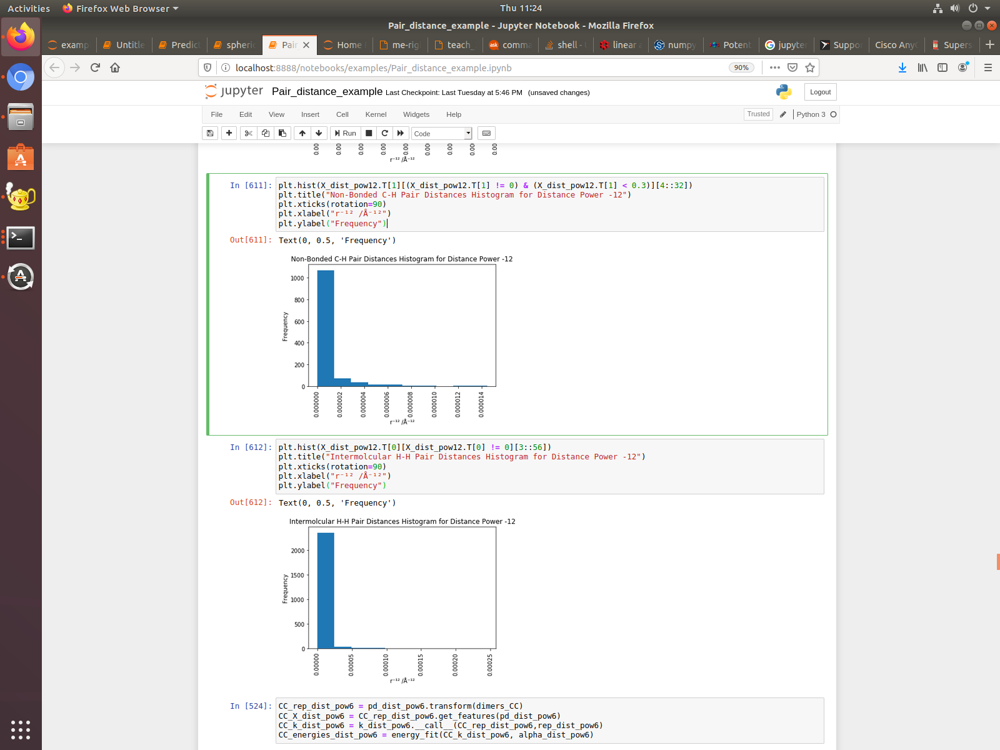 Activities
Firefox Web Browser
Thu 11:24
Pair_distance_example - Jupyter Notebook - Mozilla Firefox
examp
Untitle
Predict
spheric
Pair
Home
me-rig
teach_
ask
comma
shell -
linear a
numpy
Potent
jupyter
Suppo
Cisco Any
Supers
localhost:8888/notebooks/examples/Pair_distance_example.ipynb
90%
jupyter
Pair_distance_example Last Checkpoint: Last Tuesday at 5:46 PM (unsaved changes)
Logout
File Edit View Insert Cell Kernel Widgets Help
Trusted
Python 3
Run
Code
0.00 0.00 0.00 0.00 0.00 0.00 0.00 0.00 0.00
r⁻¹² /Å⁻¹²
In [611]:
plt.hist(X_dist_pow12.T[1][(X_dist_pow12.T[1] != 0) & (X_dist_pow12.T[1] < 0.3)][4::32])
plt.title("Non-Bonded C-H Pair Distances Histogram for Distance Power -12")
plt.xticks(rotation=90)
plt.xlabel("r⁻¹² /Å⁻¹²")
plt.ylabel("Frequency")
Out[611]: Text(0, 0.5, 'Frequency')
Non-Bonded C-H Pair Distances Histogram for Distance Power -12
1000
800
600
400
200
0
Frequency
0.000000 0.000002 0.000004 0.000006 0.000008 0.000010 0.000012 0.000014
r⁻¹² /Å⁻¹²
In [612]:
plt.hist(X_dist_pow12.T[0][X_dist_pow12.T[0] != 0][3::56])
plt.title("Intermolcular H-H Pair Distances Histogram for Distance Power -12")
plt.xticks(rotation=90)
plt.xlabel("r⁻¹² /Å⁻¹²")
plt.ylabel("Frequency")
Out[612]: Text(0, 0.5, 'Frequency')
Intermolcular H-H Pair Distances Histogram for Distance Power -12
2000
1500
1000
500
0
Frequency
0.00000 0.00005 0.00010 0.00015 0.00020 0.00025
r⁻¹² /Å⁻¹²
In [524]:
CC_rep_dist_pow6 = pd_dist_pow6.transform(dimers_CC)
CC_X_dist_pow6 = CC_rep_dist_pow6.get_features(pd_dist_pow6)
CC_k_dist_pow6 = k_dist_pow6.__call__(CC_rep_dist_pow6,rep_dist_pow6)
CC_energies_dist_pow6 = energy_fit(CC_k_dist_pow6, alpha_dist_pow6)